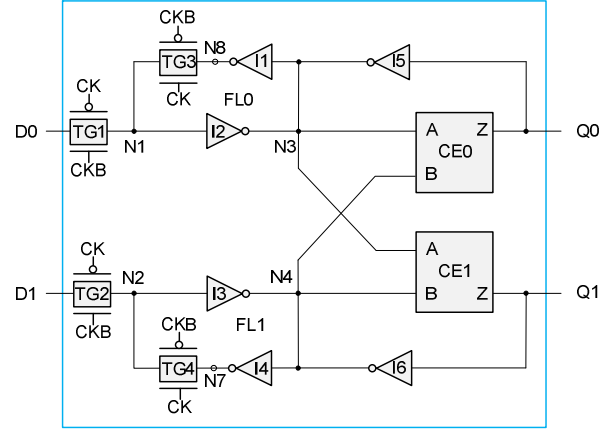 CKB
N8
TG3
I1
I5
CK
CK
FL0
D0
TG1
N1
I2
N3
A
Z
CE0
B
Q0
CKB
CK
N2
N4
A
CE1
D1
TG2
I3
B
Z
Q1
CKB
CKB
FL1
TG4
N7
I4
I6
CK